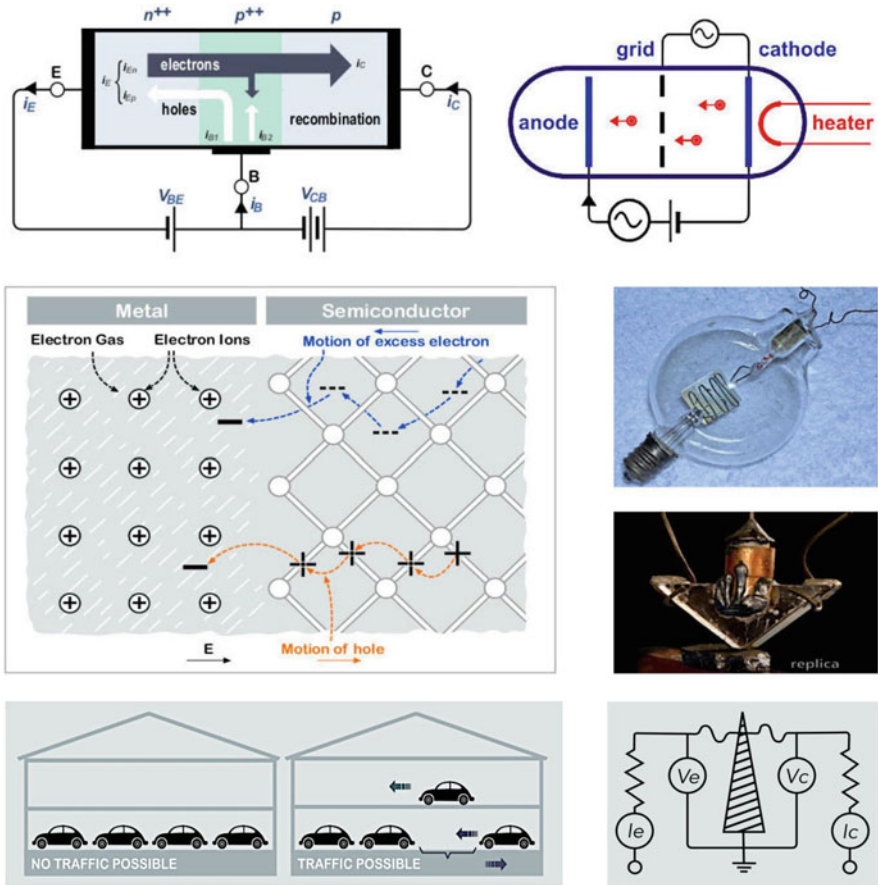 n++ p++ p
E
C
iE
iEn
iEp
electrons
iC
holes
recombination
iB1
iB2
iE
iC
B
VBE
iB
VCB
grid
cathode
anode
heater
Metal
Semiconductor
Electron Gas
Electron Ions
Motion of excess electron
E
Motion of hole
replica
NO TRAFFIC POSSIBLE
TRAFFIC POSSIBLE
Ve
Vc
Ie
Ic